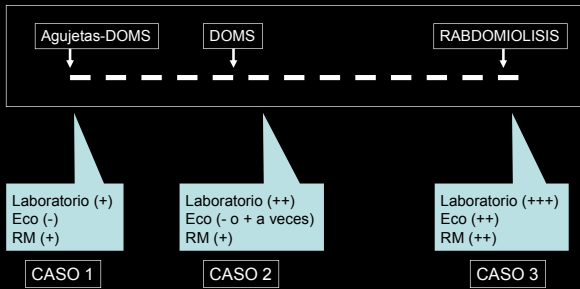 Agujetas-DOMS
DOMS
RABDOMIOLISIS
Laboratorio (+)
Eco (-)
RM (+)
Laboratorio (++)
Eco (- o + a veces)
RM (+)
Laboratorio (+++)
Eco (++)
RM (++)
CASO 1
CASO 2
CASO 3